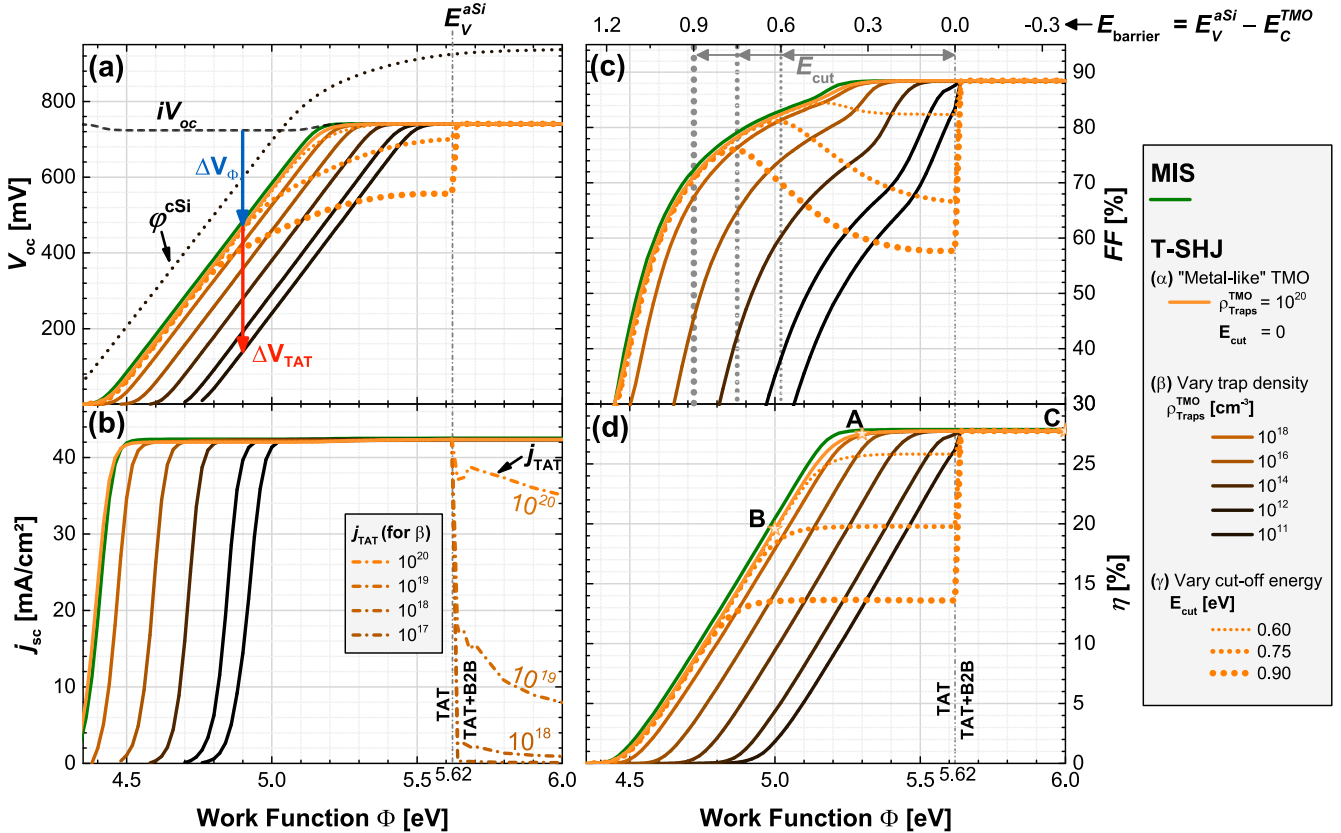 E_V^aSi
1.2 0.9 0.6 0.3 0.0 -0.3
E_barrier = E_V^aSi − E_C^TMO
(a)
iV_oc
ΔV_Φ
φ^cSi
ΔV_TAT
V_oc [mV]
800
600
400
200
0
(c)
E_cut
FF [%]
90
80
70
60
50
40
30
(b)
j_TAT
10^20
j_TAT (for β)
10^20
10^19
10^18
10^17
10^19
10^18
TAT
TAT+B2B
j_sc [mA/cm²]
40
30
20
10
0
4.5 5.0 5.5 5.62 6.0
Work Function Φ [eV]
(d)
A
B
C
TAT
TAT+B2B
η [%]
25
20
15
10
5
0
4.5 5.0 5.5 5.62 6.0
Work Function Φ [eV]
MIS
T-SHJ
(α) "Metal-like" TMO
ρ_Traps^TMO = 10^20
E_cut = 0
(β) Vary trap density
ρ_Traps^TMO [cm^-3]
10^18
10^16
10^14
10^12
10^11
(γ) Vary cut-off energy
E_cut [eV]
0.60
0.75
0.90